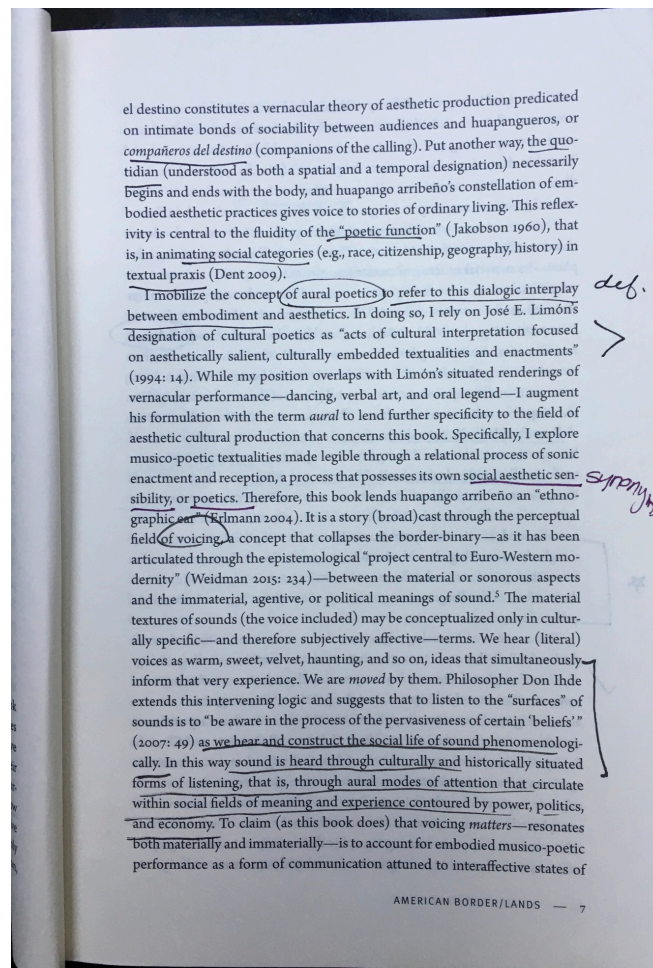 el destino constitutes a vernacular theory of aesthetic production predicated
on intimate bonds of sociability between audiences and huapangueros, or
compañeros del destino (companions of the calling). Put another way, the quo-
tidian (understood as both a spatial and a temporal designation) necessarily
begins and ends with the body, and huapango arribeño’s constellation of em-
bodied aesthetic practices gives voice to stories of ordinary living. This reflex-
ivity is central to the fluidity of the “poetic function” (Jakobson 1960), that
is, in animating social categories (e.g., race, citizenship, geography, history) in
textual praxis (Dent 2009).
I mobilize the concept of aural poetics to refer to this dialogic interplay
def.
between embodiment and aesthetics. In doing so, I rely on José E. Limón’s
designation of cultural poetics as “acts of cultural interpretation focused
on aesthetically salient, culturally embedded textualities and enactments”
(1994: 14). While my position overlaps with Limón’s situated renderings of
vernacular performance—dancing, verbal art, and oral legend—I augment
his formulation with the term aural to lend further specificity to the field of
aesthetic cultural production that concerns this book. Specifically, I explore
musico-poetic textualities made legible through a relational process of sonic
enactment and reception, a process that possesses its own social aesthetic sen-
synonym
sibility, or poetics. Therefore, this book lends huapango arribeño an “ethno-
graphic ear” (Erlmann 2004). It is a story (broad)cast through the perceptual
field of voicing, a concept that collapses the border-binary—as it has been
articulated through the epistemological “project central to Euro-Western mo-
dernity” (Weidman 2015: 234)—between the material or sonorous aspects
and the immaterial, agentive, or political meanings of sound.⁵ The material
textures of sounds (the voice included) may be conceptualized only in cultur-
ally specific—and therefore subjectively affective—terms. We hear (literal)
voices as warm, sweet, velvet, haunting, and so on, ideas that simultaneously
inform that very experience. We are moved by them. Philosopher Don Ihde
extends this intervening logic and suggests that to listen to the “surfaces” of
sounds is to “be aware in the process of the pervasiveness of certain ‘beliefs’ ”
(2007: 49) as we hear and construct the social life of sound phenomenologi-
cally. In this way sound is heard through culturally and historically situated
forms of listening, that is, through aural modes of attention that circulate
within social fields of meaning and experience contoured by power, politics,
and economy. To claim (as this book does) that voicing matters—resonates
both materially and immaterially—is to account for embodied musico-poetic
performance as a form of communication attuned to interaffective states of
AMERICAN BORDER/LANDS — 7